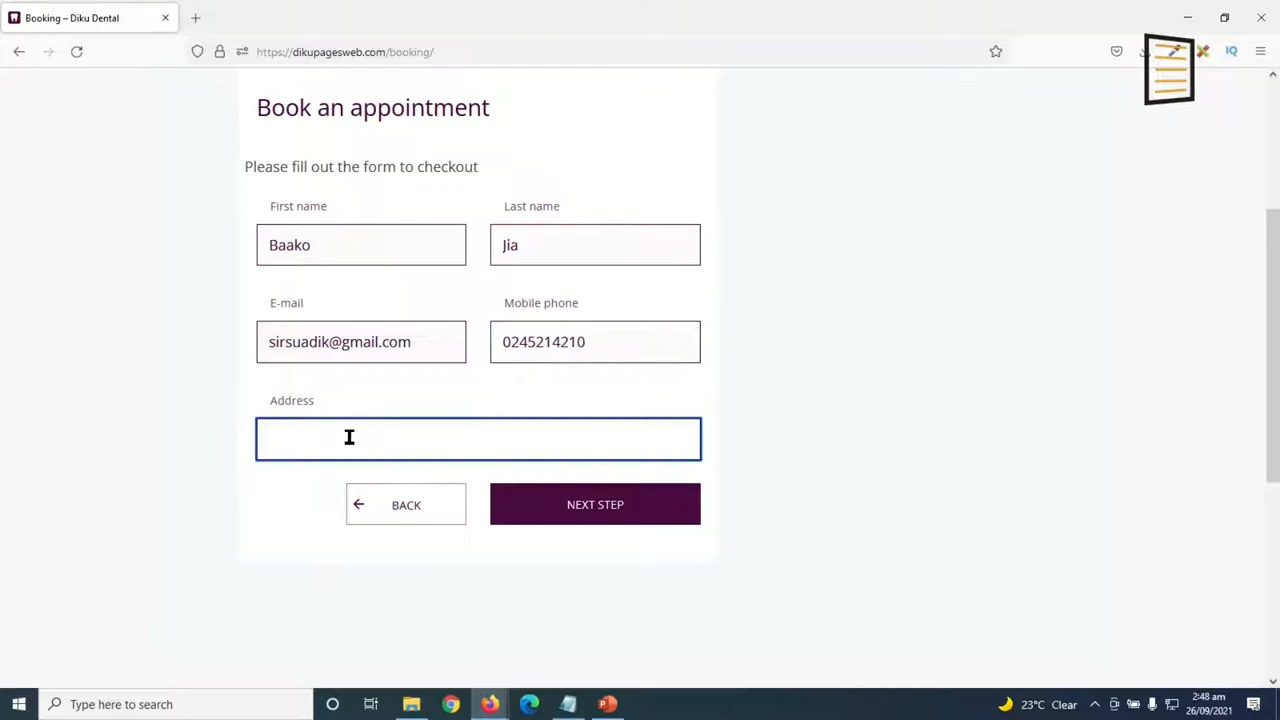 Booking – Diku Dental
https://dikupagesweb.com/booking/
IQ
Book an appointment
Please fill out the form to checkout
First name
Last name
Baako
Jia
E-mail
Mobile phone
sirsuadik@gmail.com
0245214210
Address
BACK
NEXT STEP
Type here to search
23°C Clear
2:48 am
26/09/2021